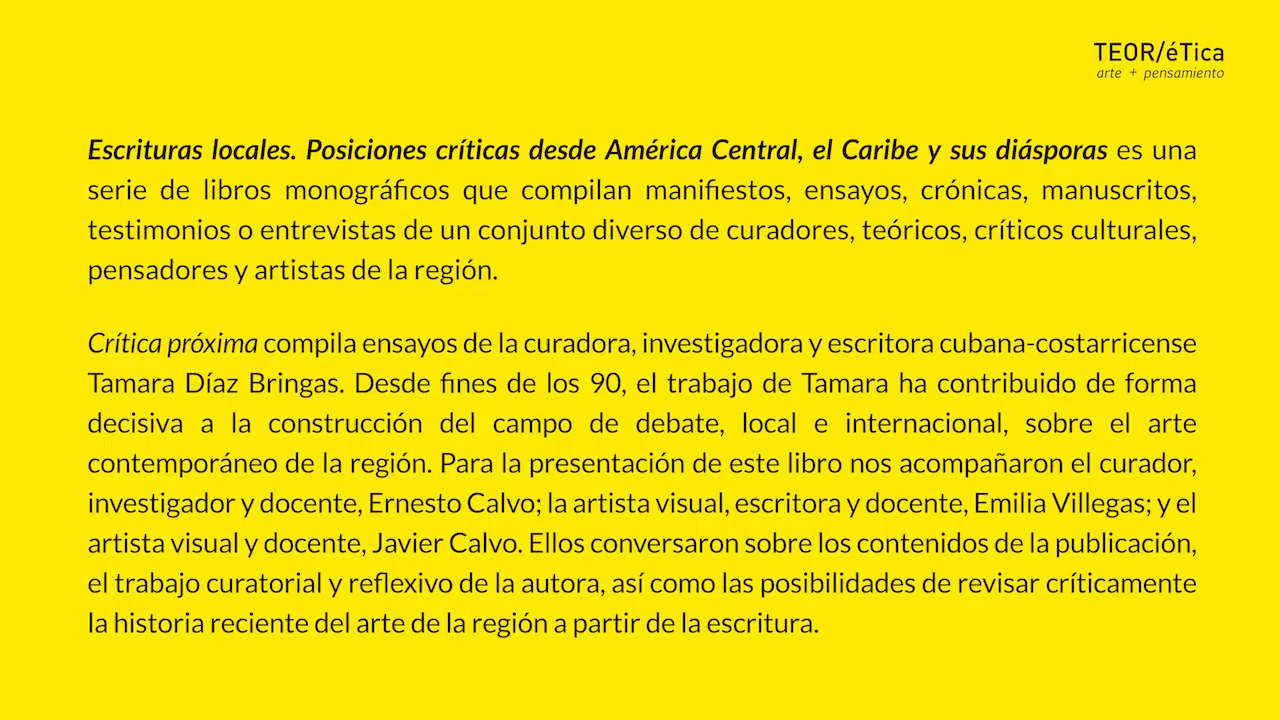 TEOR/éTica
arte + pensamiento
Escrituras locales. Posiciones críticas desde América Central, el Caribe y sus diásporas es una
serie de libros monográficos que compilan manifiestos, ensayos, crónicas, manuscritos,
testimonios o entrevistas de un conjunto diverso de curadores, teóricos, críticos culturales,
pensadores y artistas de la región.
Crítica próxima compila ensayos de la curadora, investigadora y escritora cubana-costarricense
Tamara Díaz Bringas. Desde fines de los 90, el trabajo de Tamara ha contribuido de forma
decisiva a la construcción del campo de debate, local e internacional, sobre el arte
contemporáneo de la región. Para la presentación de este libro nos acompañaron el curador,
investigador y docente, Ernesto Calvo; la artista visual, escritora y docente, Emilia Villegas; y el
artista visual y docente, Javier Calvo. Ellos conversaron sobre los contenidos de la publicación,
el trabajo curatorial y reflexivo de la autora, así como las posibilidades de revisar críticamente
la historia reciente del arte de la región a partir de la escritura.